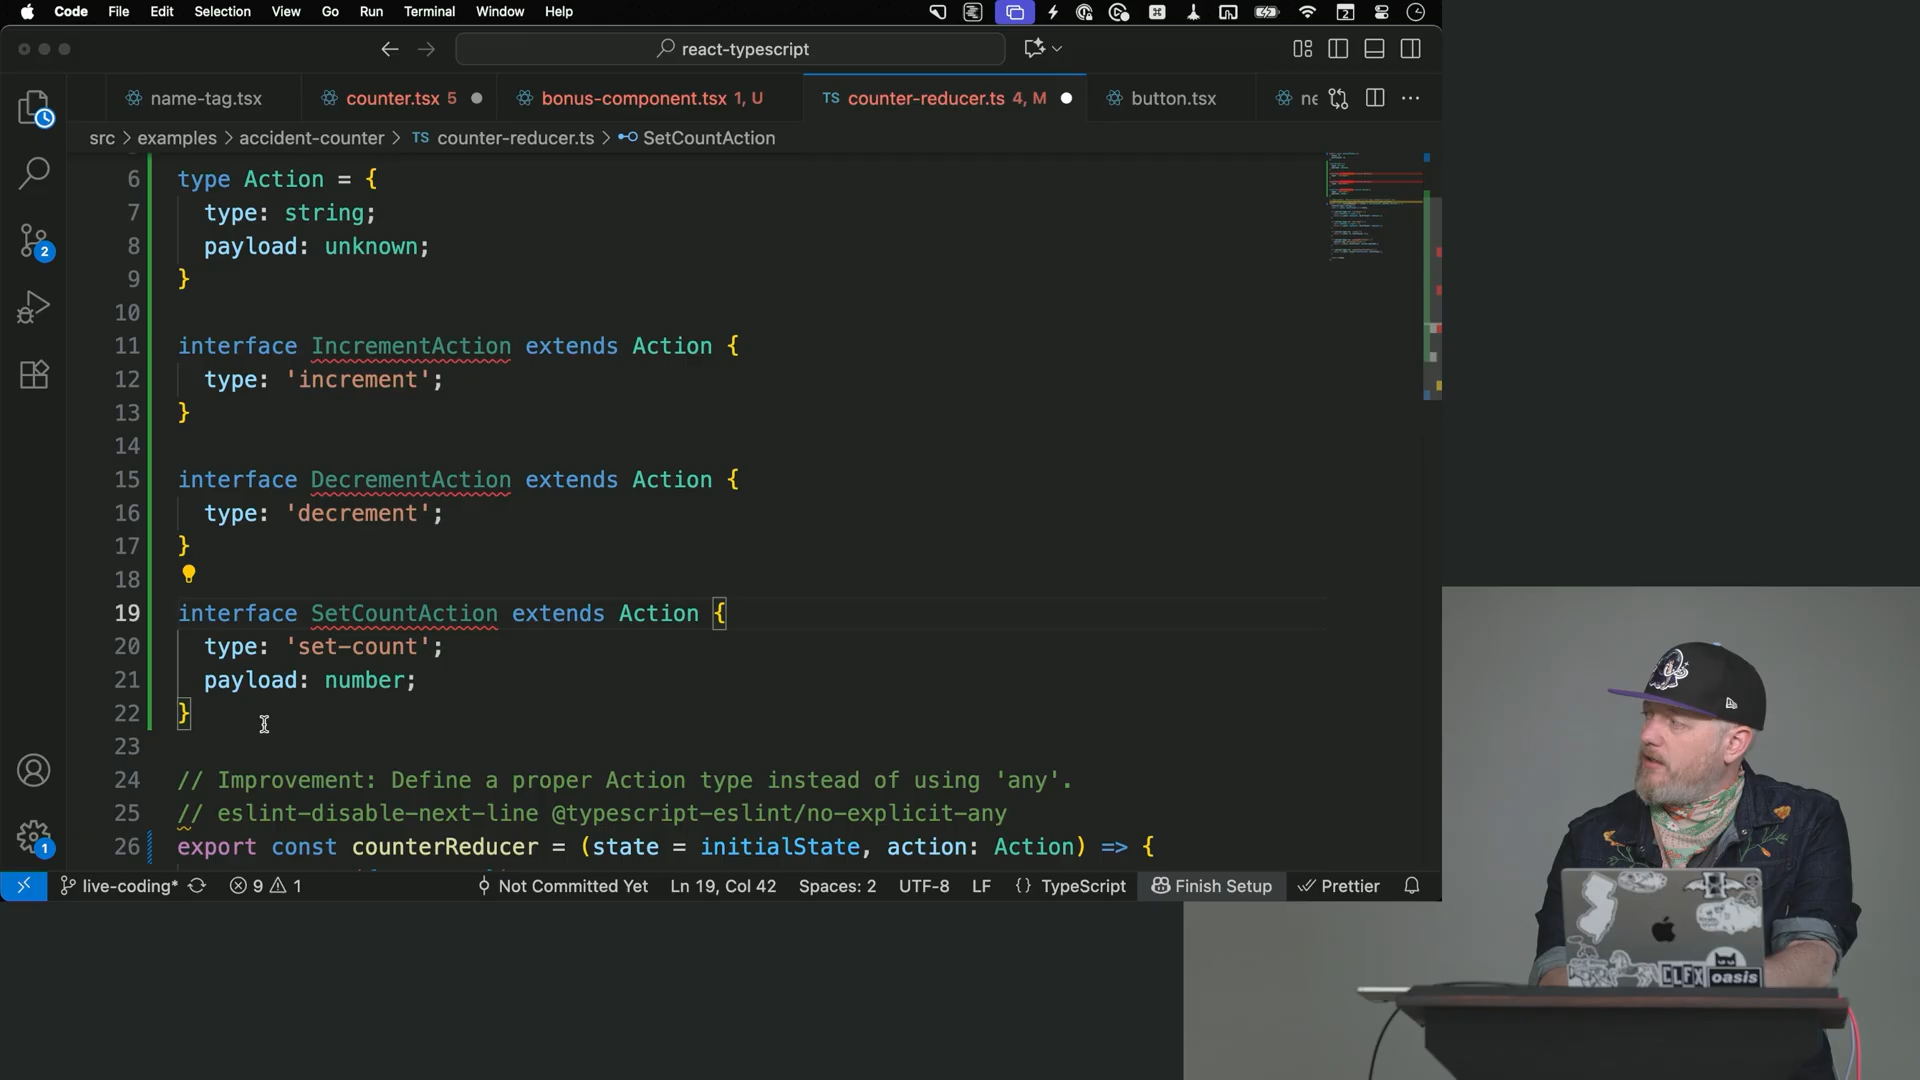 Code File Edit Selection View Go Run Terminal Window Help
react-typescript
name-tag.tsx counter.tsx 5 bonus-component.tsx 1, U TS counter-reducer.ts 4, M button.tsx ne
src > examples > accident-counter > TS counter-reducer.ts > SetCountAction
6 type Action = {
7 type: string;
8 payload: unknown;
9 }
10
11 interface IncrementAction extends Action {
12 type: 'increment';
13 }
14
15 interface DecrementAction extends Action {
16 type: 'decrement';
17 }
18
19 interface SetCountAction extends Action {
20 type: 'set-count';
21 payload: number;
22 }
23
24 // Improvement: Define a proper Action type instead of using 'any'.
25 // eslint-disable-next-line @typescript-eslint/no-explicit-any
26 export const counterReducer = (state = initialState, action: Action) => {
2
1
live-coding* 9 1 Not Committed Yet Ln 19, Col 42 Spaces: 2 UTF-8 LF {} TypeScript Finish Setup Prettier
CLFX oasis